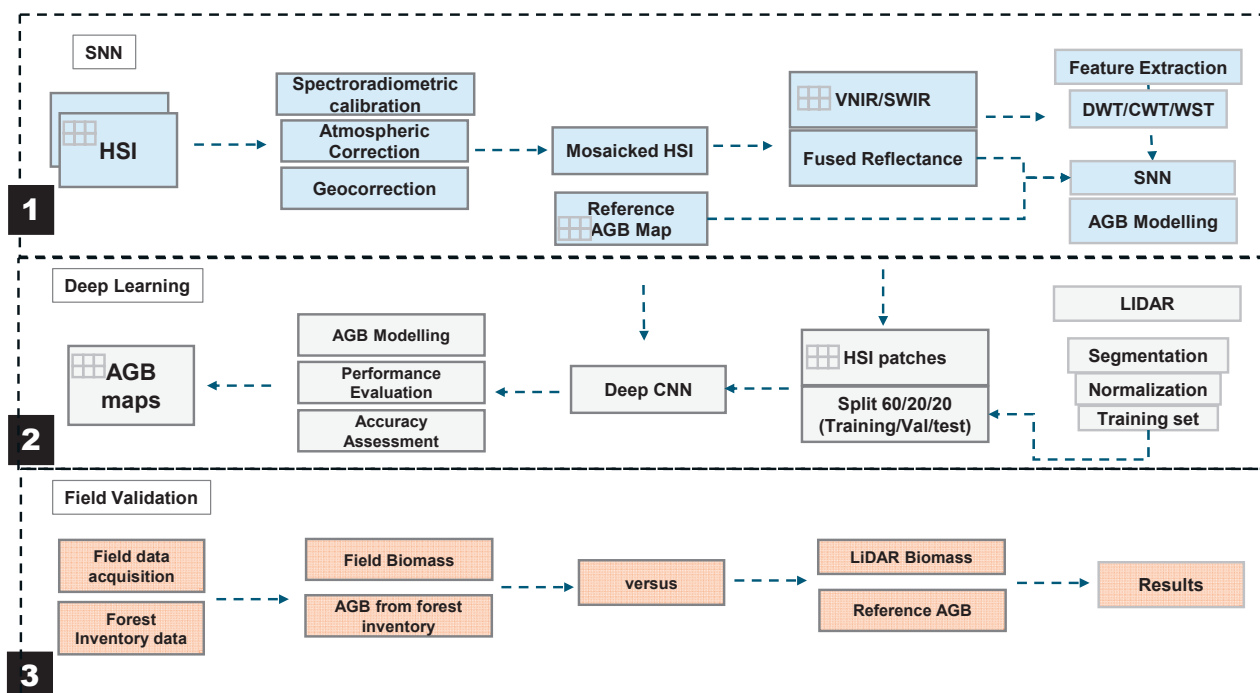 SNN
HSI
1
Spectroradiometric
calibration
Atmospheric
Correction
Geocorrection
Mosaicked HSI
Reference
AGB Map
VNIR/SWIR
Fused Reflectance
Feature Extraction
DWT/CWT/WST
SNN
AGB Modelling
Deep Learning
AGB
maps
2
AGB Modelling
Performance
Evaluation
Accuracy
Assessment
Deep CNN
HSI patches
Split 60/20/20
(Training/Val/test)
LIDAR
Segmentation
Normalization
Training set
Field Validation
Field data
acquisition
Forest
Inventory data
3
Field Biomass
AGB from forest
inventory
versus
LiDAR Biomass
Reference AGB
Results